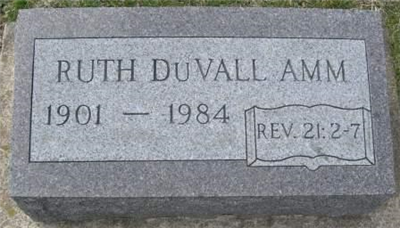 RUTH DuVALL AMM
1901 — 1984
REV. 21:2-7